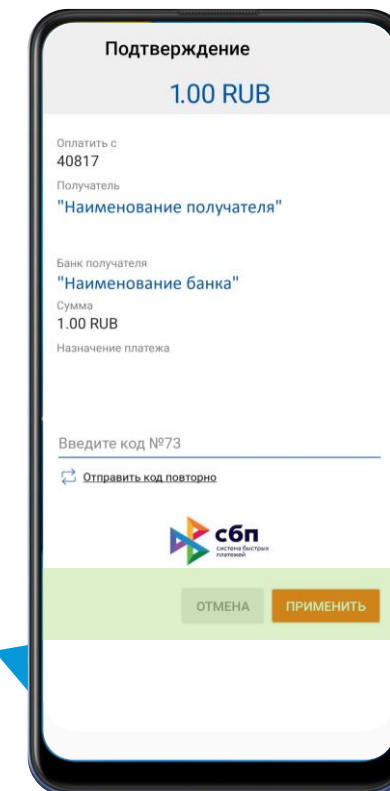 Подтверждение
1.00 RUB
Оплатить с
40817
Получатель
"Наименование получателя"
Банк получателя
"Наименование банка"
Сумма
1.00 RUB
Назначение платежа
Введите код №73
Отправить код повторно
сбп
система быстрых
платежей
ОТМЕНА ПРИМЕНИТЬ